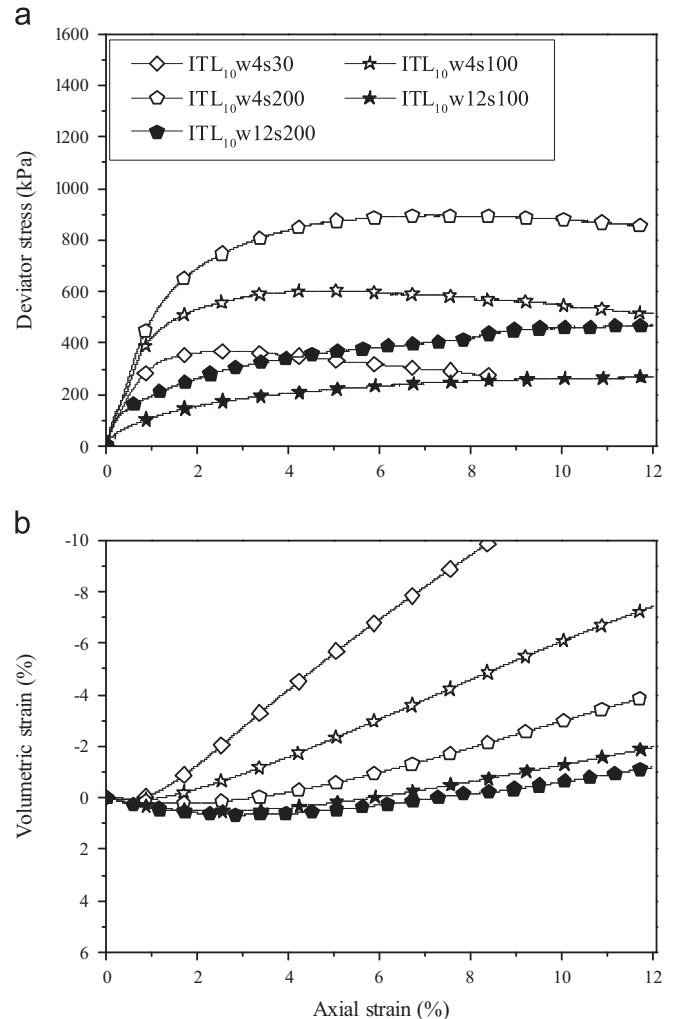 a
1600
1400
1200
1000
800
600
400
200
0
Deviator stress (kPa)
ITL10w4s30
ITL10w4s100
ITL10w4s200
ITL10w12s100
ITL10w12s200
0 2 4 6 8 10 12
b
-10
-8
-6
-4
-2
0
2
4
6
Volumetric strain (%)
0 2 4 6 8 10 12
Axial strain (%)